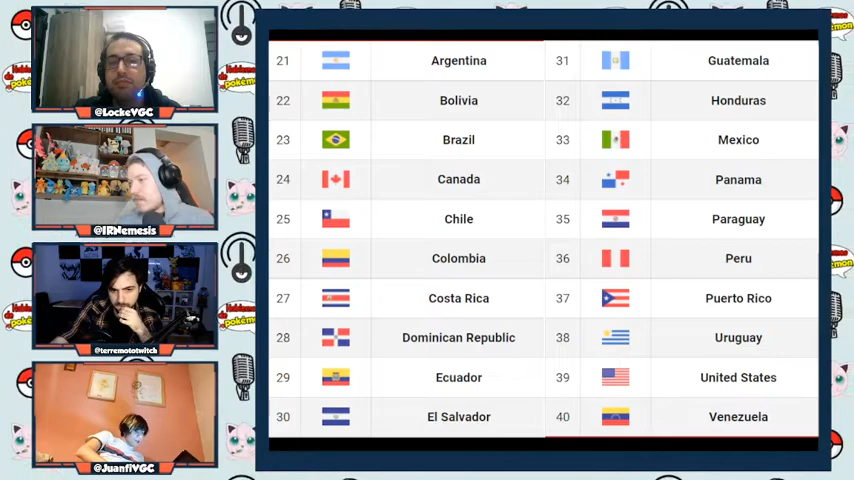 @LockeVGC
@IRNemesis
@terremototwitch
@JuanfiVGC
21 Argentina 31 Guatemala
22 Bolivia 32 Honduras
23 Brazil 33 Mexico
24 Canada 34 Panama
25 Chile 35 Paraguay
26 Colombia 36 Peru
27 Costa Rica 37 Puerto Rico
28 Dominican Republic 38 Uruguay
29 Ecuador 39 United States
30 El Salvador 40 Venezuela